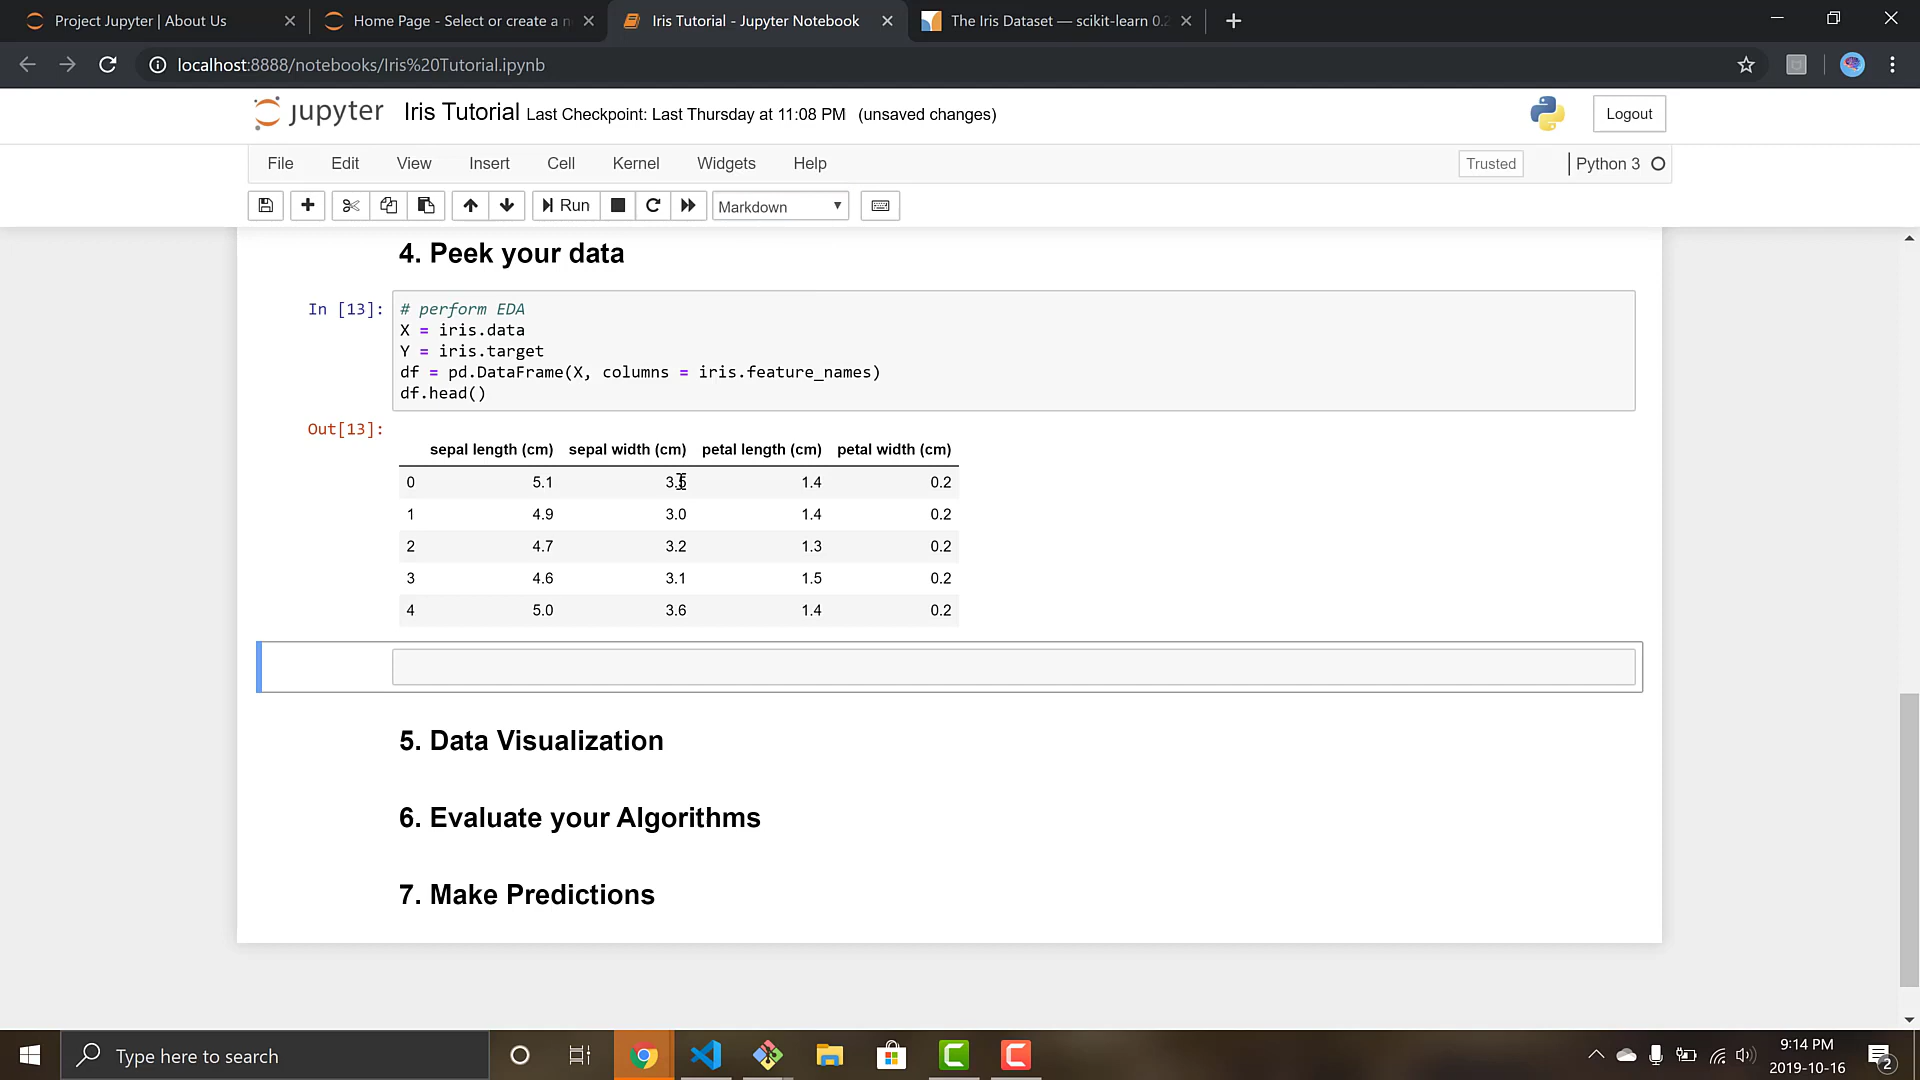 Project Jupyter | About Us
Home Page - Select or create a n
Iris Tutorial - Jupyter Notebook
The Iris Dataset — scikit-learn 0.2
localhost:8888/notebooks/Iris%20Tutorial.ipynb
jupyter Iris Tutorial Last Checkpoint: Last Thursday at 11:08 PM (unsaved changes)
Logout
File Edit View Insert Cell Kernel Widgets Help
Trusted
Python 3
Run
Markdown
4. Peek your data
In [13]:
# perform EDA
X = iris.data
Y = iris.target
df = pd.DataFrame(X, columns = iris.feature_names)
df.head()
Out[13]:
sepal length (cm) sepal width (cm) petal length (cm) petal width (cm)
0 5.1 3.5 1.4 0.2
1 4.9 3.0 1.4 0.2
2 4.7 3.2 1.3 0.2
3 4.6 3.1 1.5 0.2
4 5.0 3.6 1.4 0.2
5. Data Visualization
6. Evaluate your Algorithms
7. Make Predictions
Type here to search
9:14 PM
2019-10-16
2